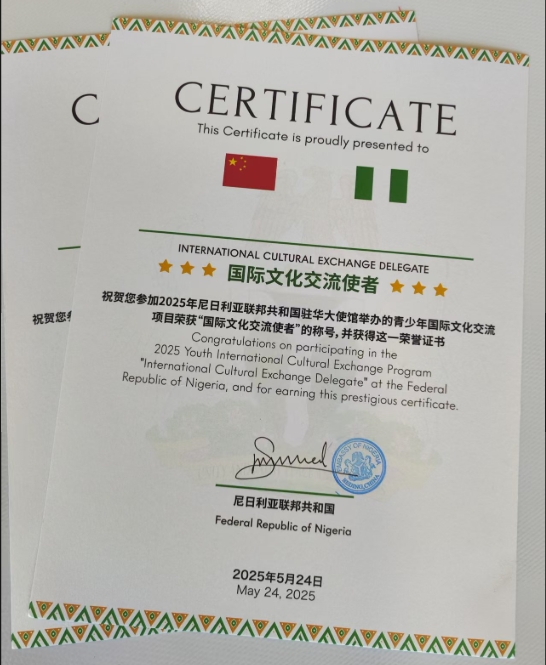 CERTIFICATE
This Certificate is proudly presented to
INTERNATIONAL CULTURAL EXCHANGE DELEGATE
国际文化交流使者
祝贺您参加2025年尼日利亚联邦共和国驻华大使馆举办的青少年国际文化交流
项目荣获“国际文化交流使者”的称号,并获得这一荣誉证书
Congratulations on participating in the
2025 Youth International Cultural Exchange Program
"International Cultural Exchange Delegate" at the Federal
Republic of Nigeria, and for earning this prestigious certificate.
EMBASSY OF NIGERIA
尼日利亚联邦共和国
Federal Republic of Nigeria
2025年5月24日
May 24, 2025
C
祝贺您